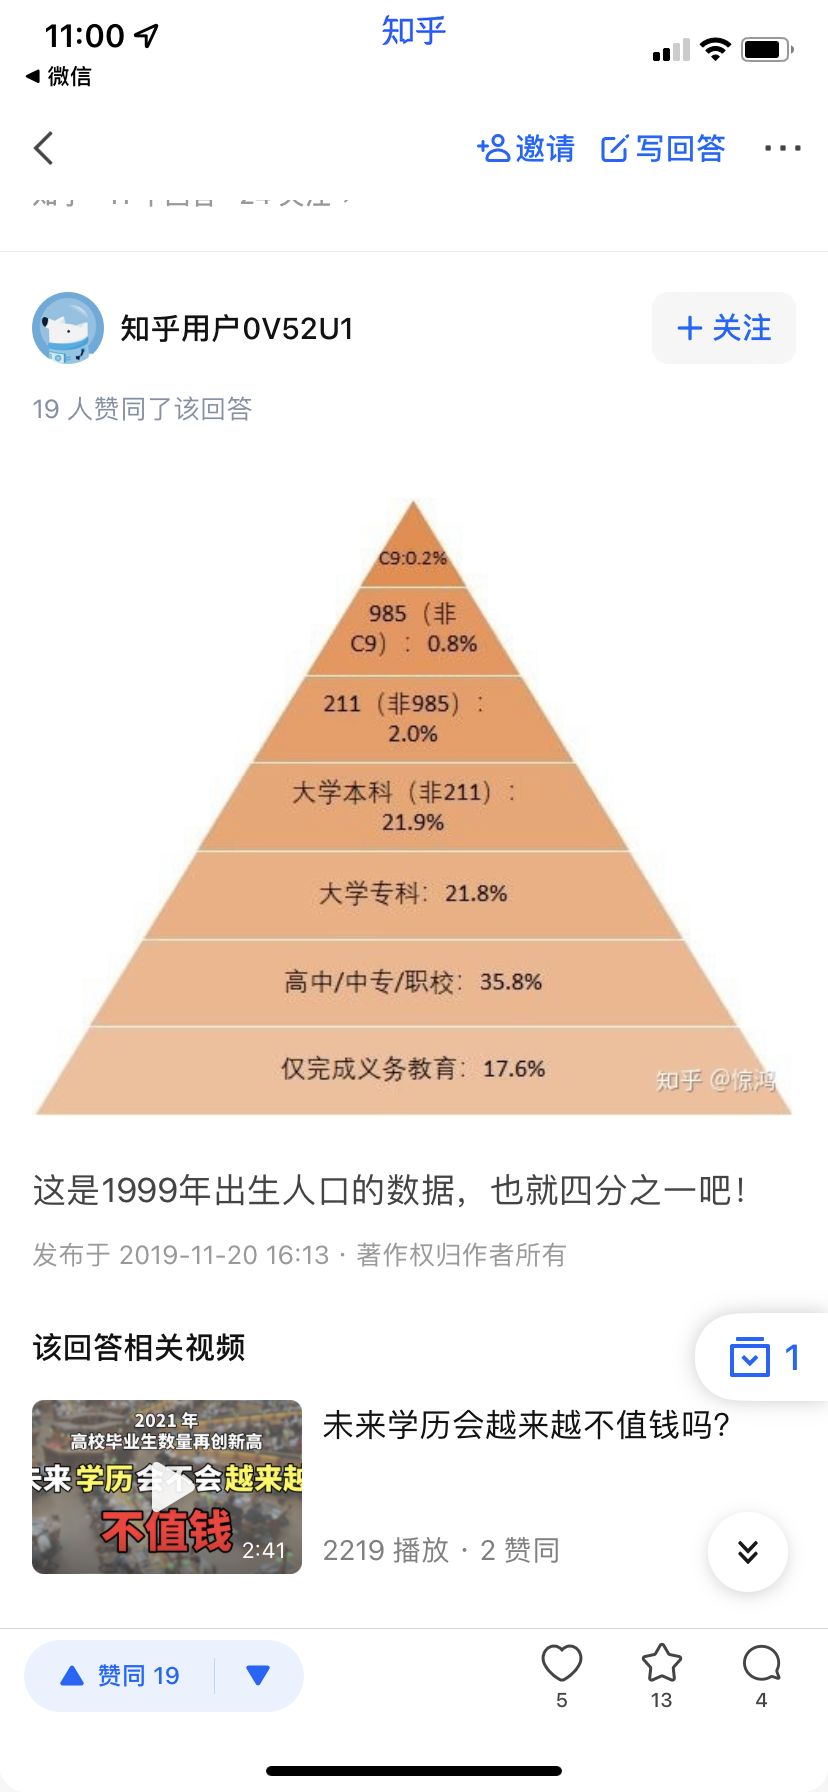 11:00
知乎
微信
邀请
写回答
知乎用户0V52U1
关注
19 人赞同了该回答
C9:0.2%
985（非
C9）：0.8%
211（非985）：
2.0%
大学本科（非211）：
21.9%
大学专科：21.8%
高中/中专/职校：35.8%
仅完成义务教育：17.6%
知乎 @惊鸿
这是1999年出生人口的数据，也就四分之一吧！
发布于 2019-11-20 16:13 · 著作权归作者所有
该回答相关视频
1
2021 年
高校毕业生数量再创新高
未来学历会不会越来越
不值钱
2:41
未来学历会越来越不值钱吗？
2219 播放 · 2 赞同
赞同 19
5
13
4